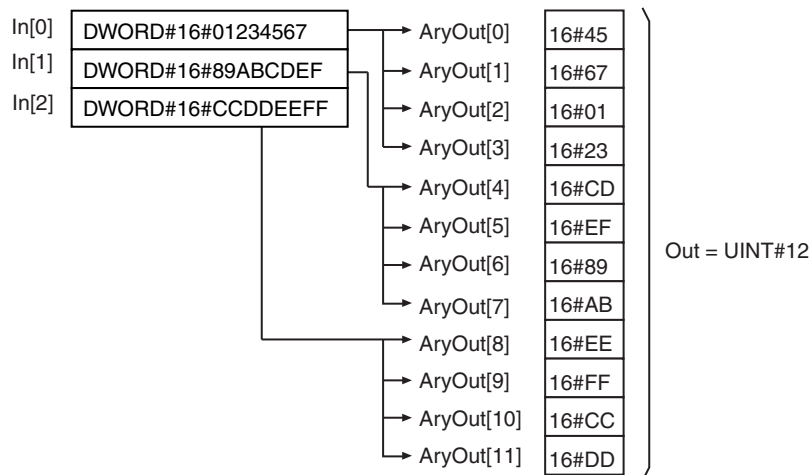 In[0] DWORD#16#01234567 AryOut[0] 16#45
In[1] DWORD#16#89ABCDEF AryOut[1] 16#67
In[2] DWORD#16#CCDDEEFF AryOut[2] 16#01
AryOut[3] 16#23
AryOut[4] 16#CD
AryOut[5] 16#EF
AryOut[6] 16#89
Out = UINT#12
AryOut[7] 16#AB
AryOut[8] 16#EE
AryOut[9] 16#FF
AryOut[10] 16#CC
AryOut[11] 16#DD